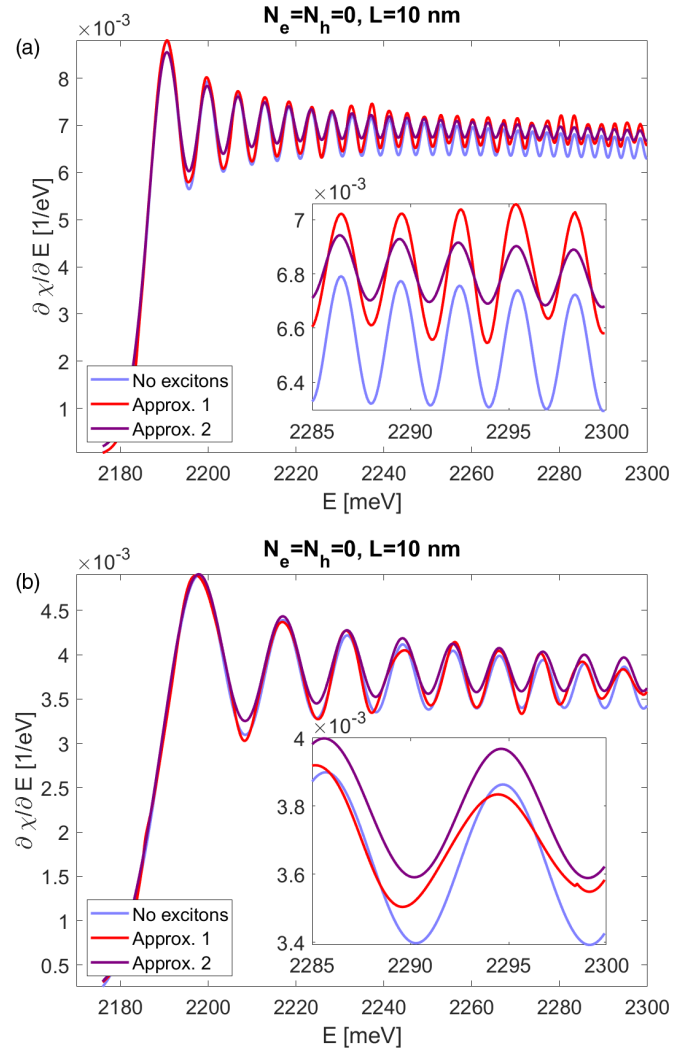 N_e=N_h=0, L=10 nm
(a)
×10^-3
8
7
6
5
4
3
2
1
∂ χ/∂ E [1/eV]
×10^-3
7
6.8
6.6
6.4
2285 2290 2295 2300
No excitons
Approx. 1
Approx. 2
2180 2200 2220 2240 2260 2280 2300
E [meV]
N_e=N_h=0, L=10 nm
(b)
×10^-3
4.5
4
3.5
3
2.5
2
1.5
1
0.5
∂ χ/∂ E [1/eV]
×10^-3
4
3.8
3.6
3.4
2285 2290 2295 2300
No excitons
Approx. 1
Approx. 2
2180 2200 2220 2240 2260 2280 2300
E [meV]